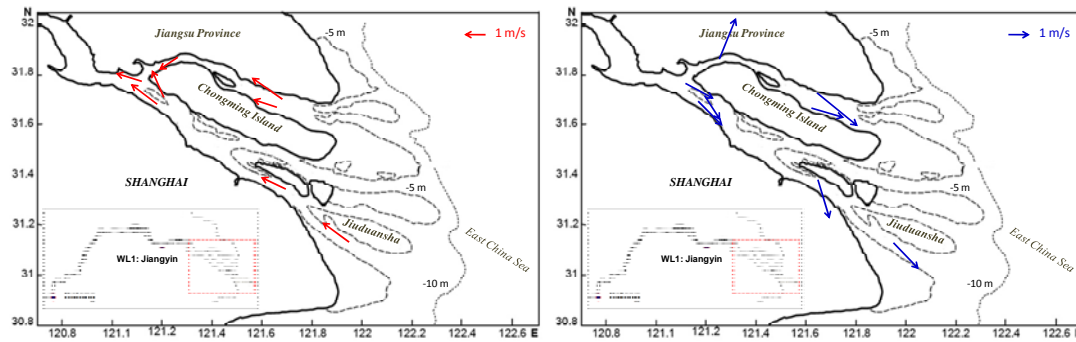 N
32
31.8
31.6
31.4
31.2
31
30.8
120.8
121
121.2
121.4
121.6
121.8
122
122.2
122.4
122.6
E
Jiangsu Province
1 m/s
-5 m
Chongming Island
SHANGHAI
-5 m
Jiuduansha
East China Sea
WL1: Jiangyin
-10 m
N
32
31.8
31.6
31.4
31.2
31
30.8
120.8
121
121.2
121.4
121.6
121.8
122
122.2
122.4
122.6
Jiangsu Province
1 m/s
-5 m
Chongming Island
SHANGHAI
-5 m
Jiuduansha
East China Sea
WL1: Jiangyin
-10 m